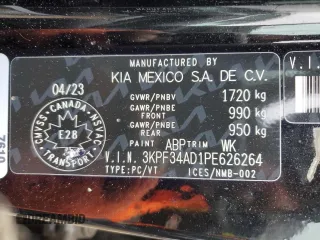 MANUFACTURED BY
KIA MEXICO S.A. DE C.V.
04/23
GVWR/PNBV 1720 kg
GAWR/PNBE FRONT 990 kg
GAWR/PNBE REAR 950 kg
CANADA
CMVSS NSVAC
E28
TRANSPORT
PAINT ABP TRIM WK
V.I.N. 3KPF34AD1PE626264
TYPE:PC/VT ICES/NMB-002
V.I.
7619